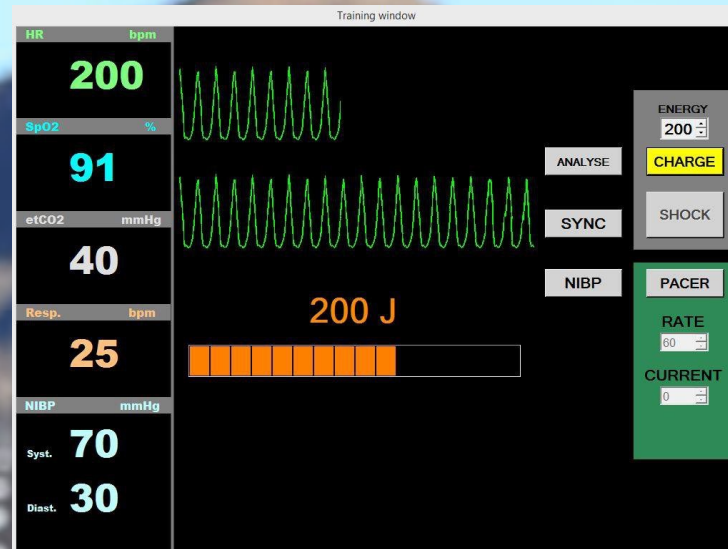 Training window
HR bpm
200
SpO2 %
91
etCO2 mmHg
40
Resp. bpm
25
NIBP mmHg
Syst. 70
Diast. 30
200 J
ANALYSE
SYNC
NIBP
ENERGY
200
CHARGE
SHOCK
PACER
RATE
60
CURRENT
0